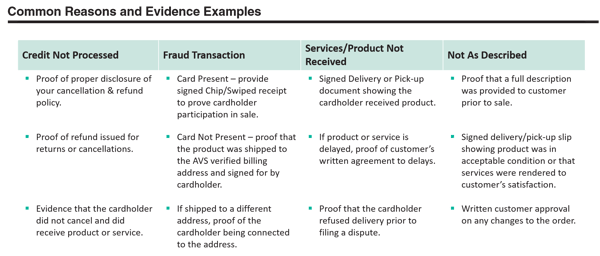 Common Reasons and Evidence Examples
Credit Not Processed
Fraud Transaction
Services/Product Not
Received
Not As Described
Proof of proper disclosure of
your cancellation & refund
policy.
Card Present – provide
signed Chip/Swiped receipt
to prove cardholder
participation in sale.
Signed Delivery or Pick-up
document showing the
cardholder received product.
Proof that a full description
was provided to customer
prior to sale.
Proof of refund issued for
returns or cancellations.
Card Not Present – proof that
the product was shipped to
the AVS verified billing
address and signed for by
cardholder.
If product or service is
delayed, proof of customer's
written agreement to delays.
Signed delivery/pick-up slip
showing product was in
acceptable condition or that
services were rendered to
customer's satisfaction.
Evidence that the cardholder
did not cancel and did
receive product or service.
If shipped to a different
address, proof of the
cardholder being connected
to the address.
Proof that the cardholder
refused delivery prior to
filing a dispute.
Written customer approval
on any changes to the order.